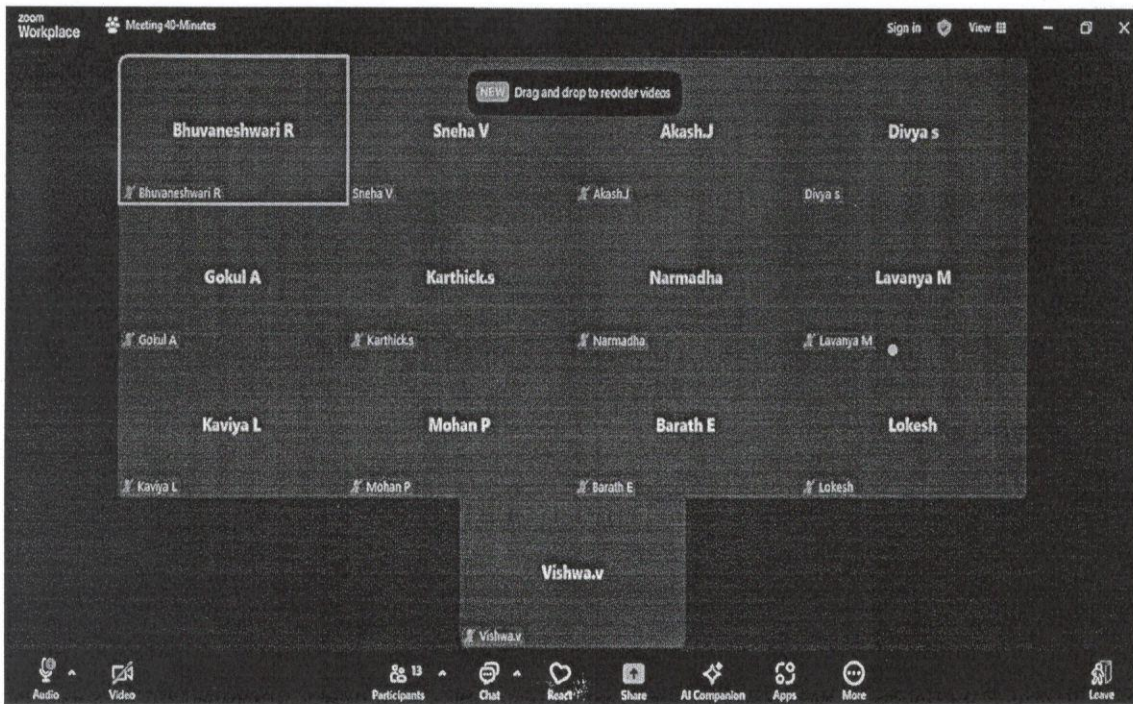 zoom
Workplace
Meeting 40-Minutes
Sign in
View
NEW Drag and drop to reorder videos
Bhuvaneshwari R
Sneha V
Akash.J
Divya s
Bhuvaneshwari R
Sneha V
Akash.J
Divya s
Gokul A
Karthick.s
Narmadha
Lavanya M
Gokul A
Karthick.s
Narmadha
Lavanya M
Kaviya L
Mohan P
Barath E
Lokesh
Kaviya L
Mohan P
Barath E
Lokesh
Vishwa.v
Vishwa.v
13
Audio
Video
Participants
Chat
React
Share
AI Companion
Apps
More
Leave